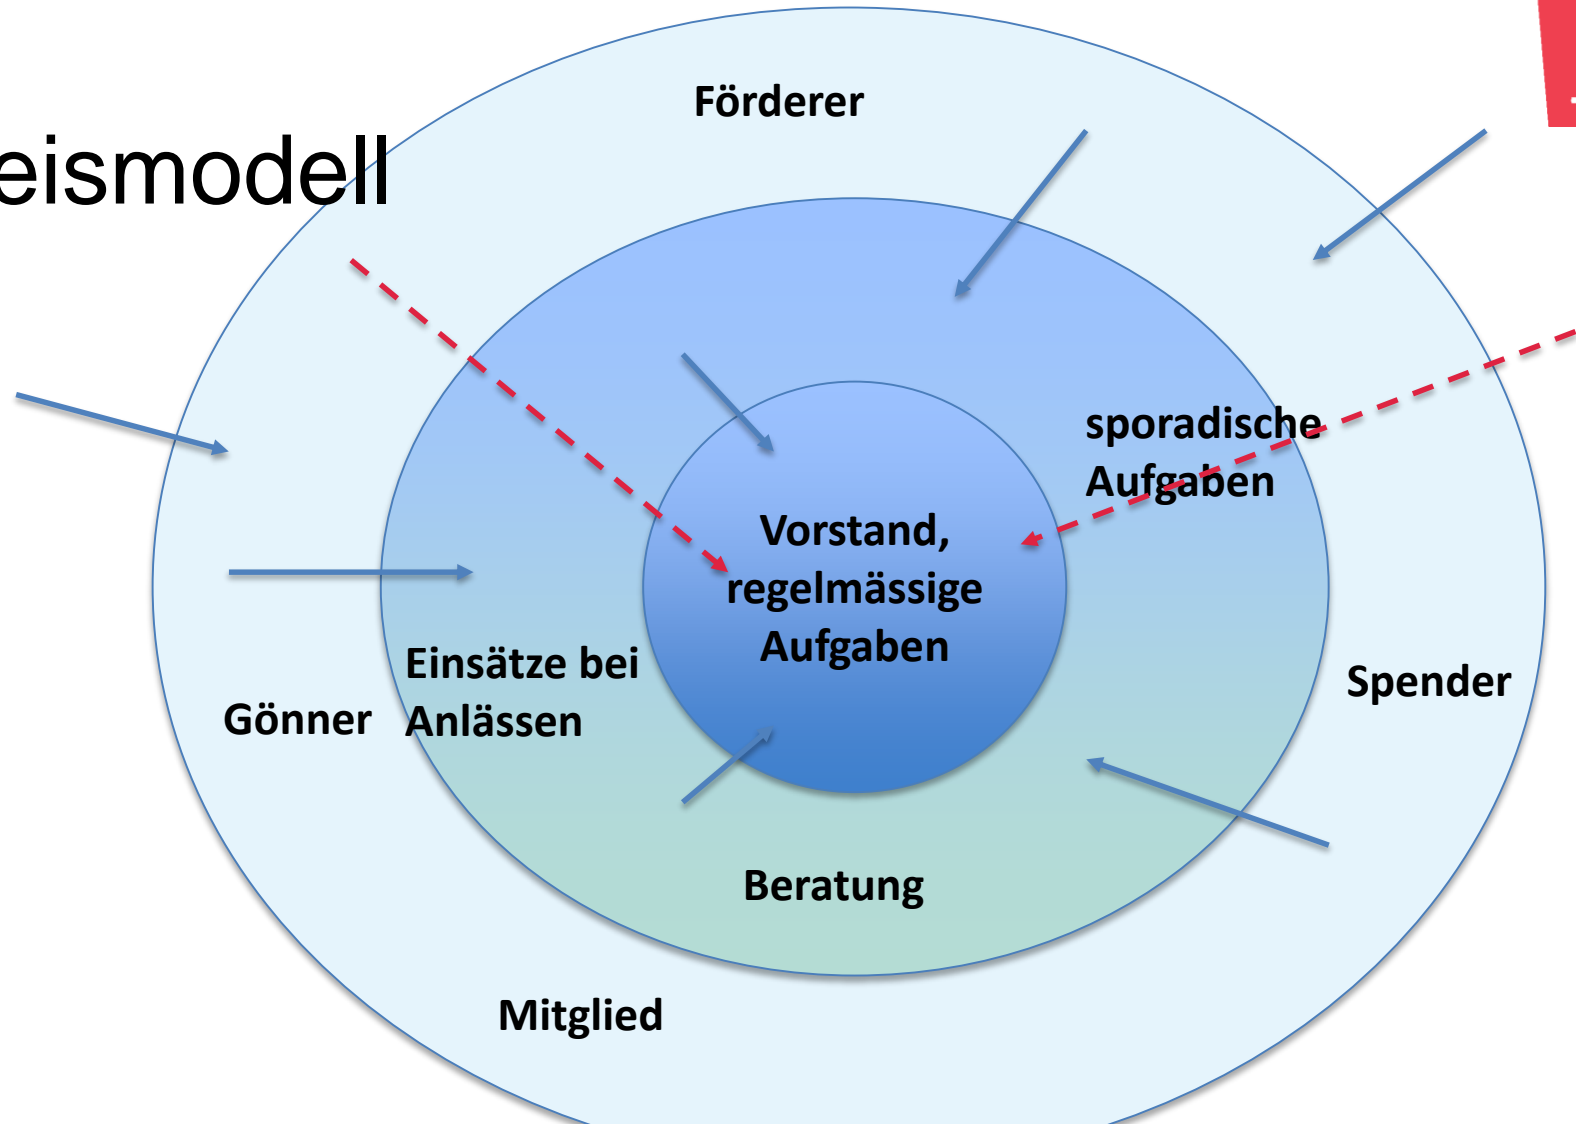 Förderer
eismodell
sporadische
Aufgaben
Vorstand,
regelmässige
Aufgaben
Einsätze bei
Anlässen
Gönner
Spender
Beratung
Mitglied